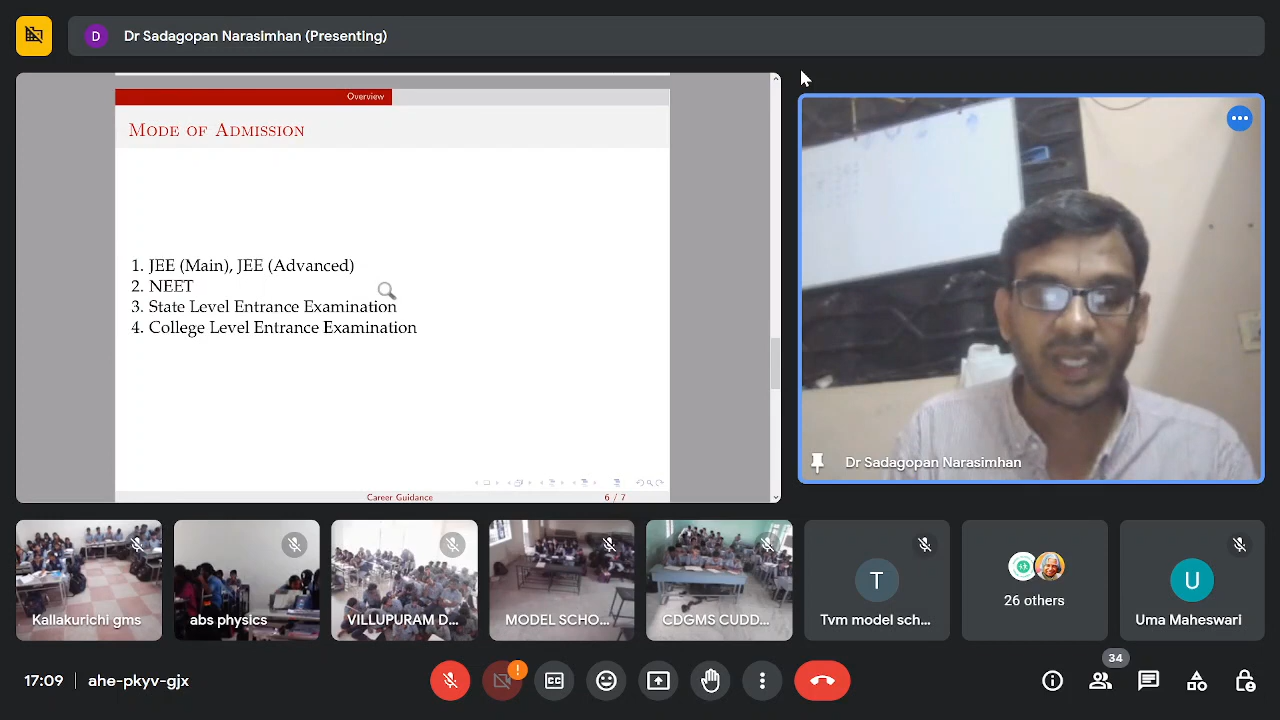 D Dr Sadagopan Narasimhan (Presenting)
Overview
Mode of Admission
1. JEE (Main), JEE (Advanced)
2. NEET
3. State Level Entrance Examination
4. College Level Entrance Examination
Career Guidance 6 / 7
Dr Sadagopan Narasimhan
Kallakurichi gms
abs physics
VILLUPURAM D...
MODEL SCHO...
CDGMS CUDD...
T
Tvm model sch...
26 others
U
Uma Maheswari
34
17:09 | ahe-pkyv-gjx
CC